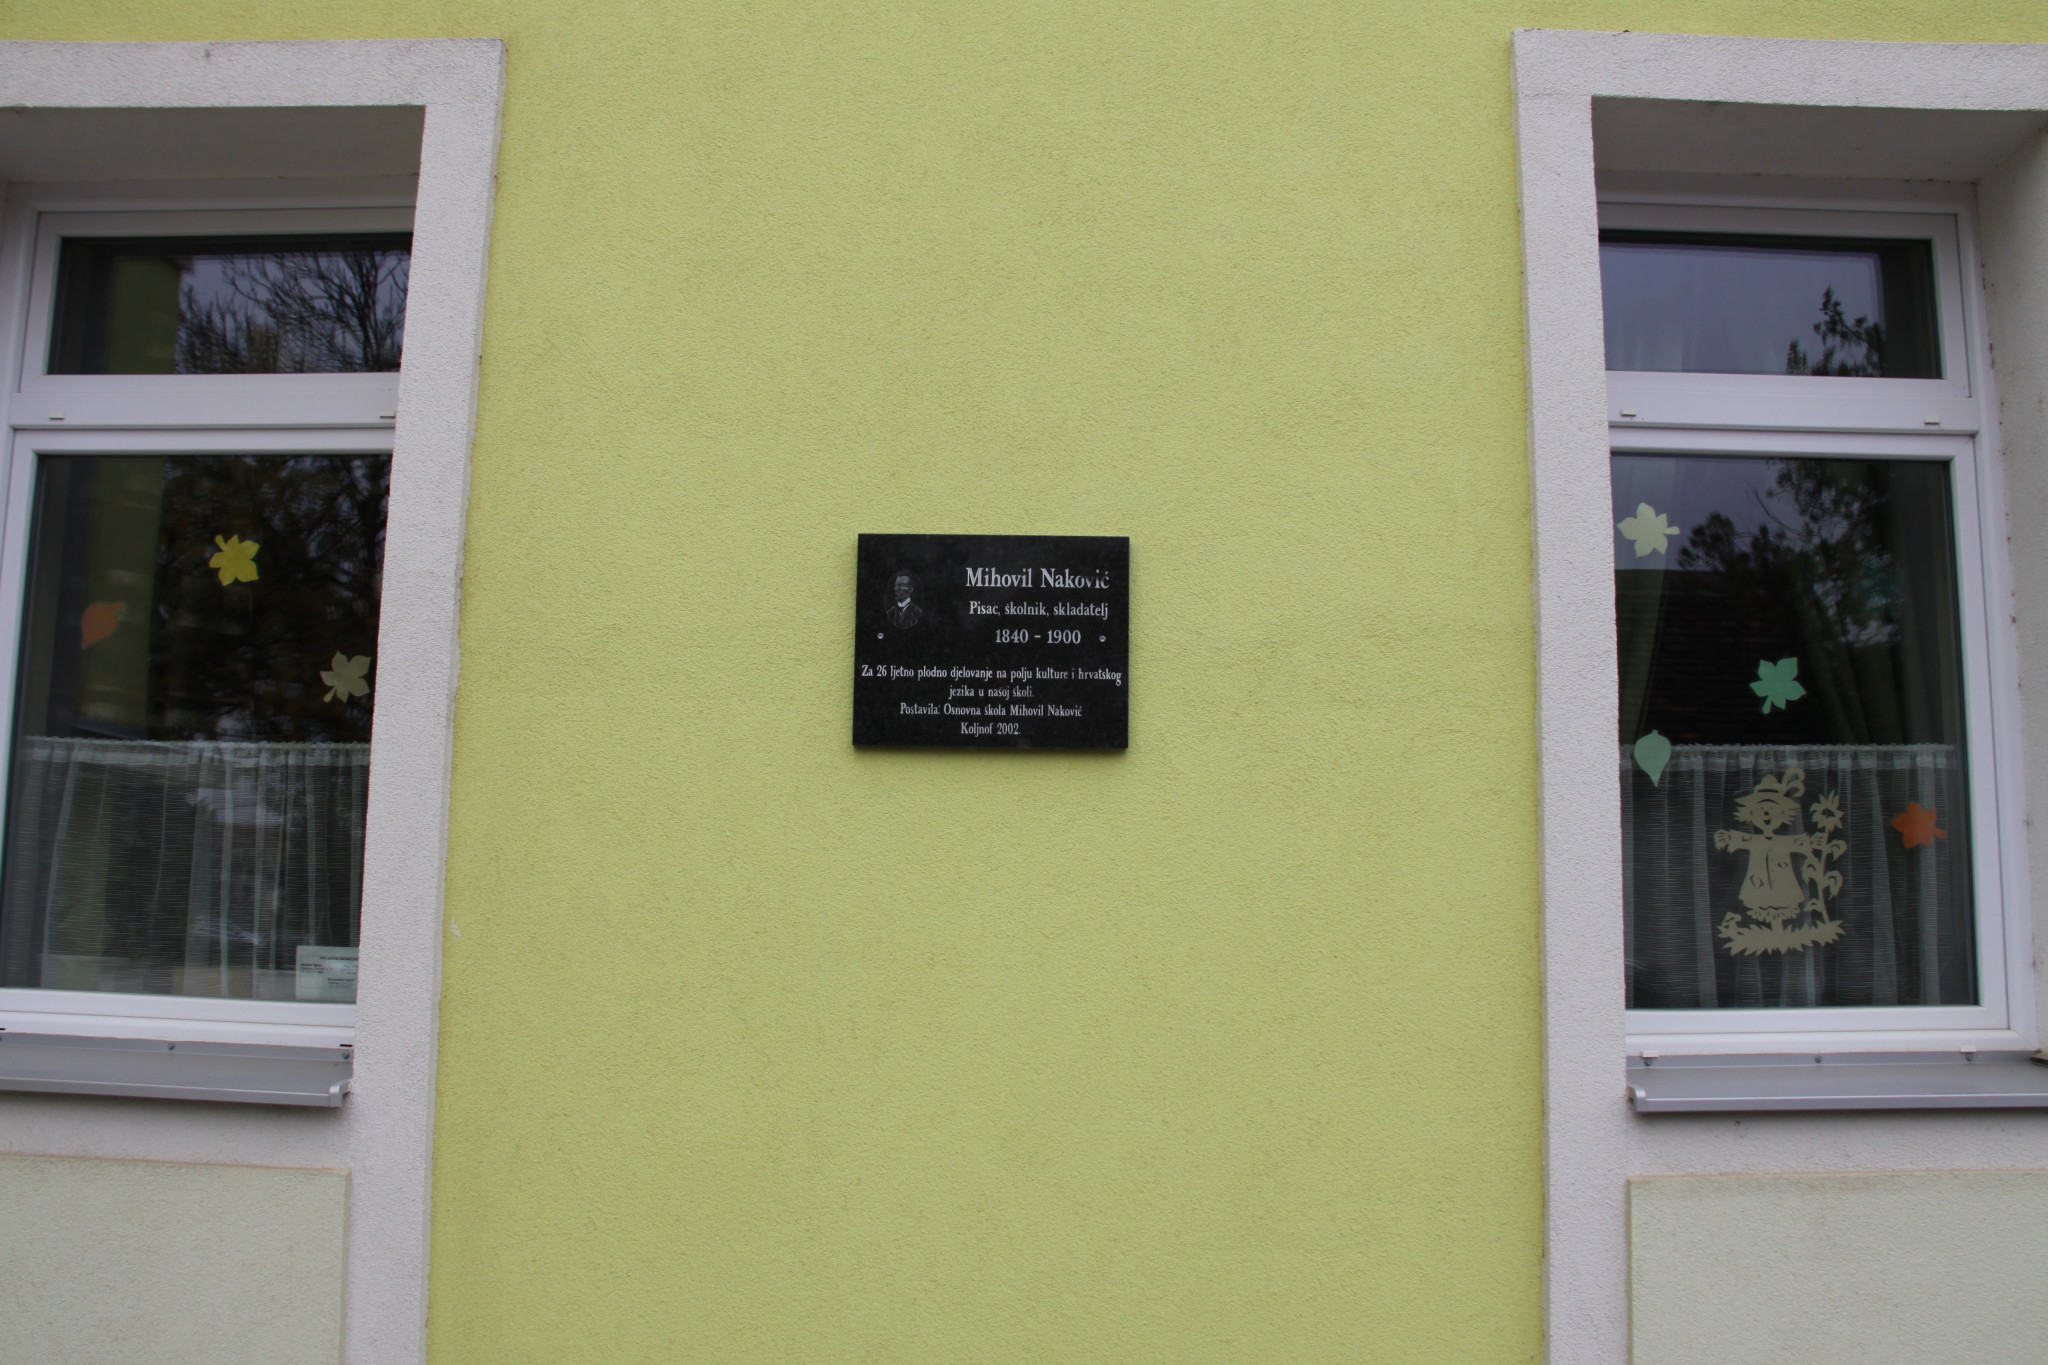 Mihovil Naković
Pisac, školnik, skladatelj
1840 - 1900
Za 26 ljetno plodno djelovanje na polju kulture i hrvatskog
jezika u našoj školi.
Postavila: Osnovna škola Mihovil Naković
Koljnof 2002.